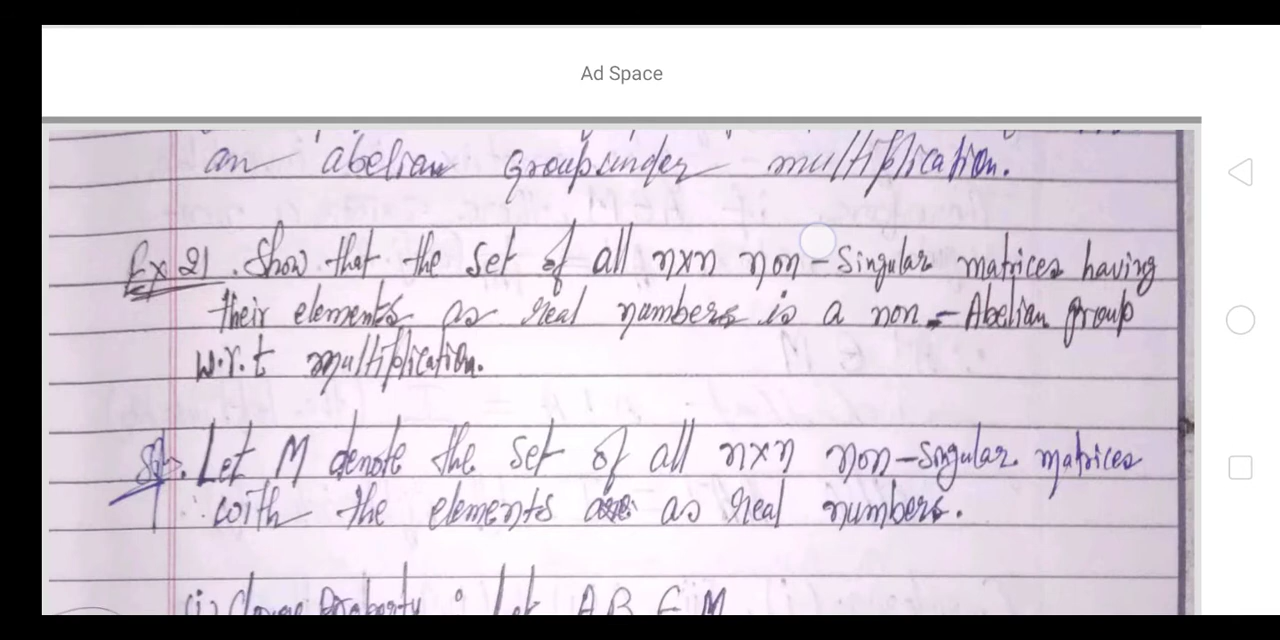 Ad Space
an abelian group under multiplication.
Ex 21. Show that the set of all nxn non-Singular matrices having
their elements as real numbers is a non-Abelian group
w.r.t multiplication.
Sol. Let M denote the set of all nxn non-Singular matrices
with the elements as real numbers.
(i) Closure Property : Let A,B ∈ M